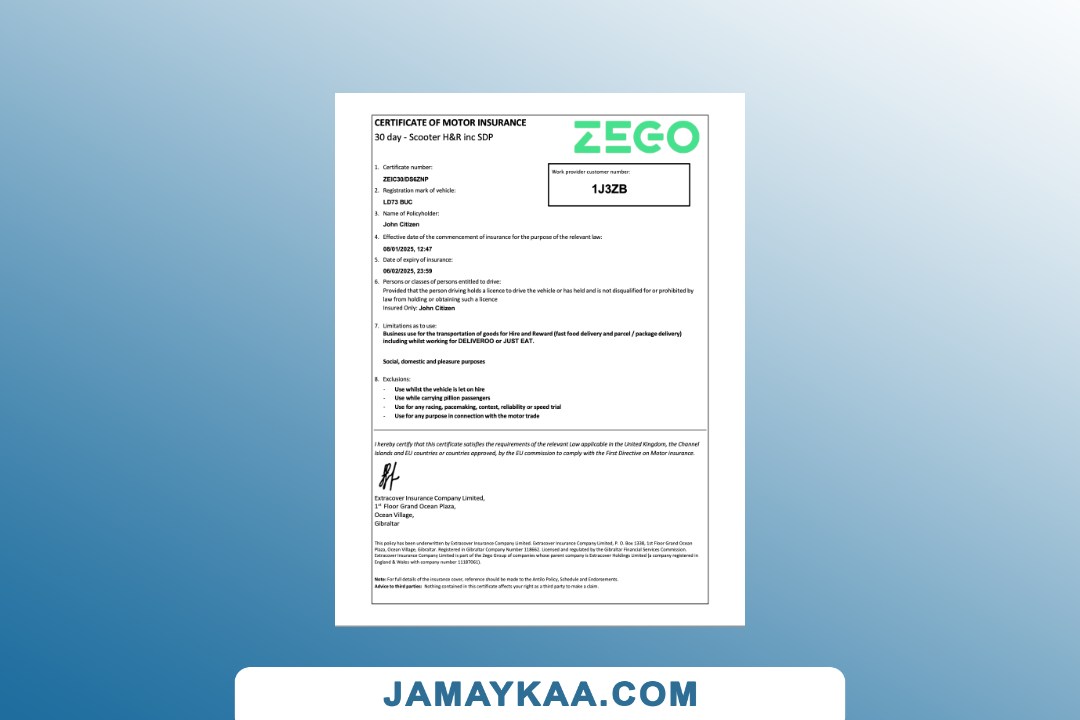 CERTIFICATE OF MOTOR INSURANCE
30 day - Scooter H&R inc SDP
ZEGO
1. Certificate number:
ZEIC30/DS6ZNP
Work provider customer number:
1J3ZB
2. Registration mark of vehicle:
LD73 BUC
3. Name of Policyholder:
John Citizen
4. Effective date of the commencement of insurance for the purpose of the relevant law:
08/01/2025, 12:47
5. Date of expiry of insurance:
06/02/2025, 23:59
6. Persons or classes of persons entitled to drive:
Provided that the person driving holds a licence to drive the vehicle or has held and is not disqualified for or prohibited by
law from holding or obtaining such a licence
Insured Only: John Citizen
7. Limitations as to use:
Business use for the transportation of goods for Hire and Reward (fast food delivery and parcel / package delivery)
including whilst working for DELIVEROO or JUST EAT.
Social, domestic and pleasure purposes
8. Exclusions:
- Use whilst the vehicle is let on hire
- Use while carrying pillion passengers
- Use for any racing, pacemaking, contest, reliability or speed trial
- Use for any purpose in connection with the motor trade
I hereby certify that this certificate satisfies the requirements of the relevant Law applicable in the United Kingdom, the Channel
Islands and EU countries or countries approved, by the EU commission to comply with the First Directive on Motor Insurance.
Extracover Insurance Company Limited,
1st Floor Grand Ocean Plaza,
Ocean Village,
Gibraltar
This policy has been underwritten by Extracover Insurance Company Limited. Extracover Insurance Company Limited, P. O. Box 1338, 1st Floor Grand Ocean
Plaza, Ocean Village, Gibraltar. Registered in Gibraltar Company Number 118661. Licensed and regulated by the Gibraltar Financial Services Commission.
Extracover Insurance Company Limited is part of the Zego Group of companies whose parent company is Extracover Holdings Limited (a company registered in
England & Wales with company number 11387061).
Note: For full details of the insurance cover, reference should be made to the Antilo Policy, Schedule and Endorsements.
Advice to third parties: Nothing contained in this certificate affects your right as a third party to make a claim.
JAMAYKAA.COM